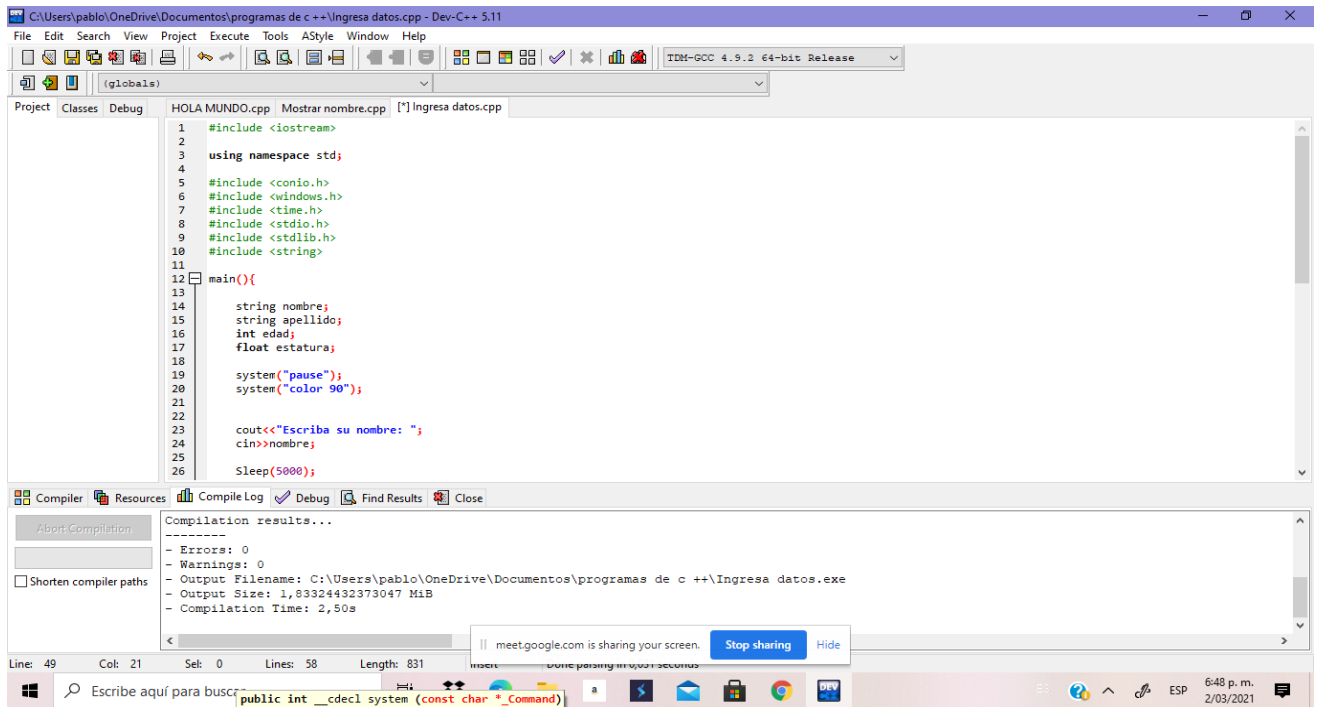 C:\Users\pablo\OneDrive\Documentos\programas de c ++\Ingresa datos.cpp - Dev-C++ 5.11
File Edit Search View Project Execute Tools AStyle Window Help
TDM-GCC 4.9.2 64-bit Release
(globals)
Project Classes Debug HOLA MUNDO.cpp Mostrar nombre.cpp [*] Ingresa datos.cpp
1 #include <iostream>
2
3 using namespace std;
4
5 #include <conio.h>
6 #include <windows.h>
7 #include <time.h>
8 #include <stdio.h>
9 #include <stdlib.h>
10 #include <string>
11
12 main(){
13
14 string nombre;
15 string apellido;
16 int edad;
17 float estatura;
18
19 system("pause");
20 system("color 90");
21
22
23 cout<<"Escriba su nombre: ";
24 cin>>nombre;
25
26 Sleep(5000);
Compiler Resources Compile Log Debug Find Results Close
Abort Compilation
Shorten compiler paths
Compilation results...
--------
- Errors: 0
- Warnings: 0
- Output Filename: C:\Users\pablo\OneDrive\Documentos\programas de c ++\Ingresa datos.exe
- Output Size: 1,83324432373047 MiB
- Compilation Time: 2,50s
meet.google.com is sharing your screen. Stop sharing Hide
Line: 49 Col: 21 Sel: 0 Lines: 58 Length: 831 Insert Done parsing in 0,031 seconds
Escribe aquí para buscar
public int __cdecl system (const char *_Command)
a
DEV
ESP
6:48 p. m.
2/03/2021